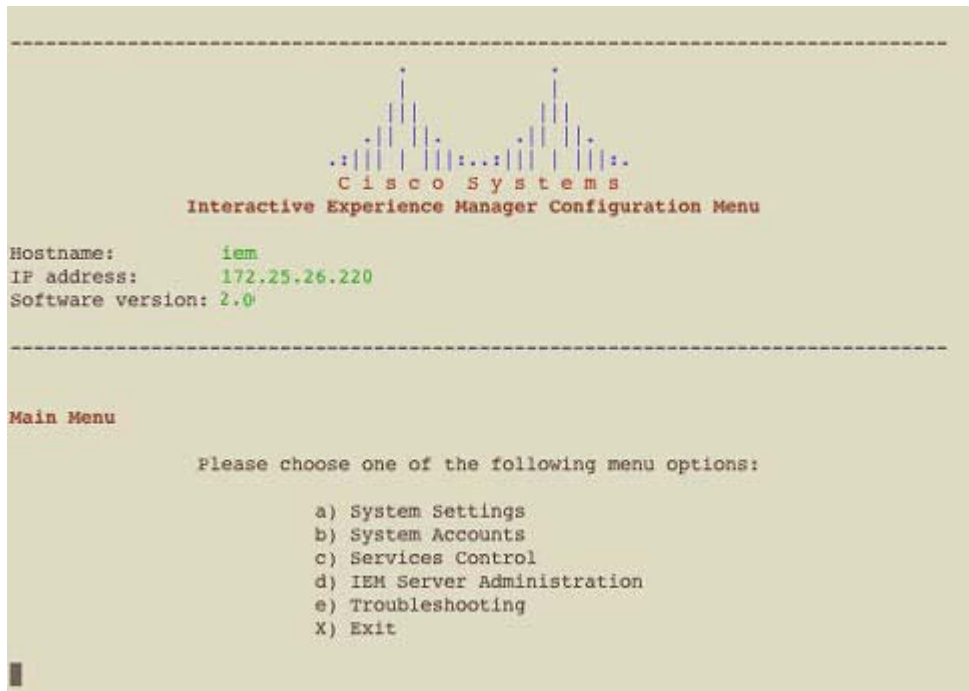 Cisco Systems
Interactive Experience Manager Configuration Menu
Hostname: iem
IP address: 172.25.26.220
Software version: 2.0
Main Menu
Please choose one of the following menu options:
a) System Settings
b) System Accounts
c) Services Control
d) IEM Server Administration
e) Troubleshooting
X) Exit